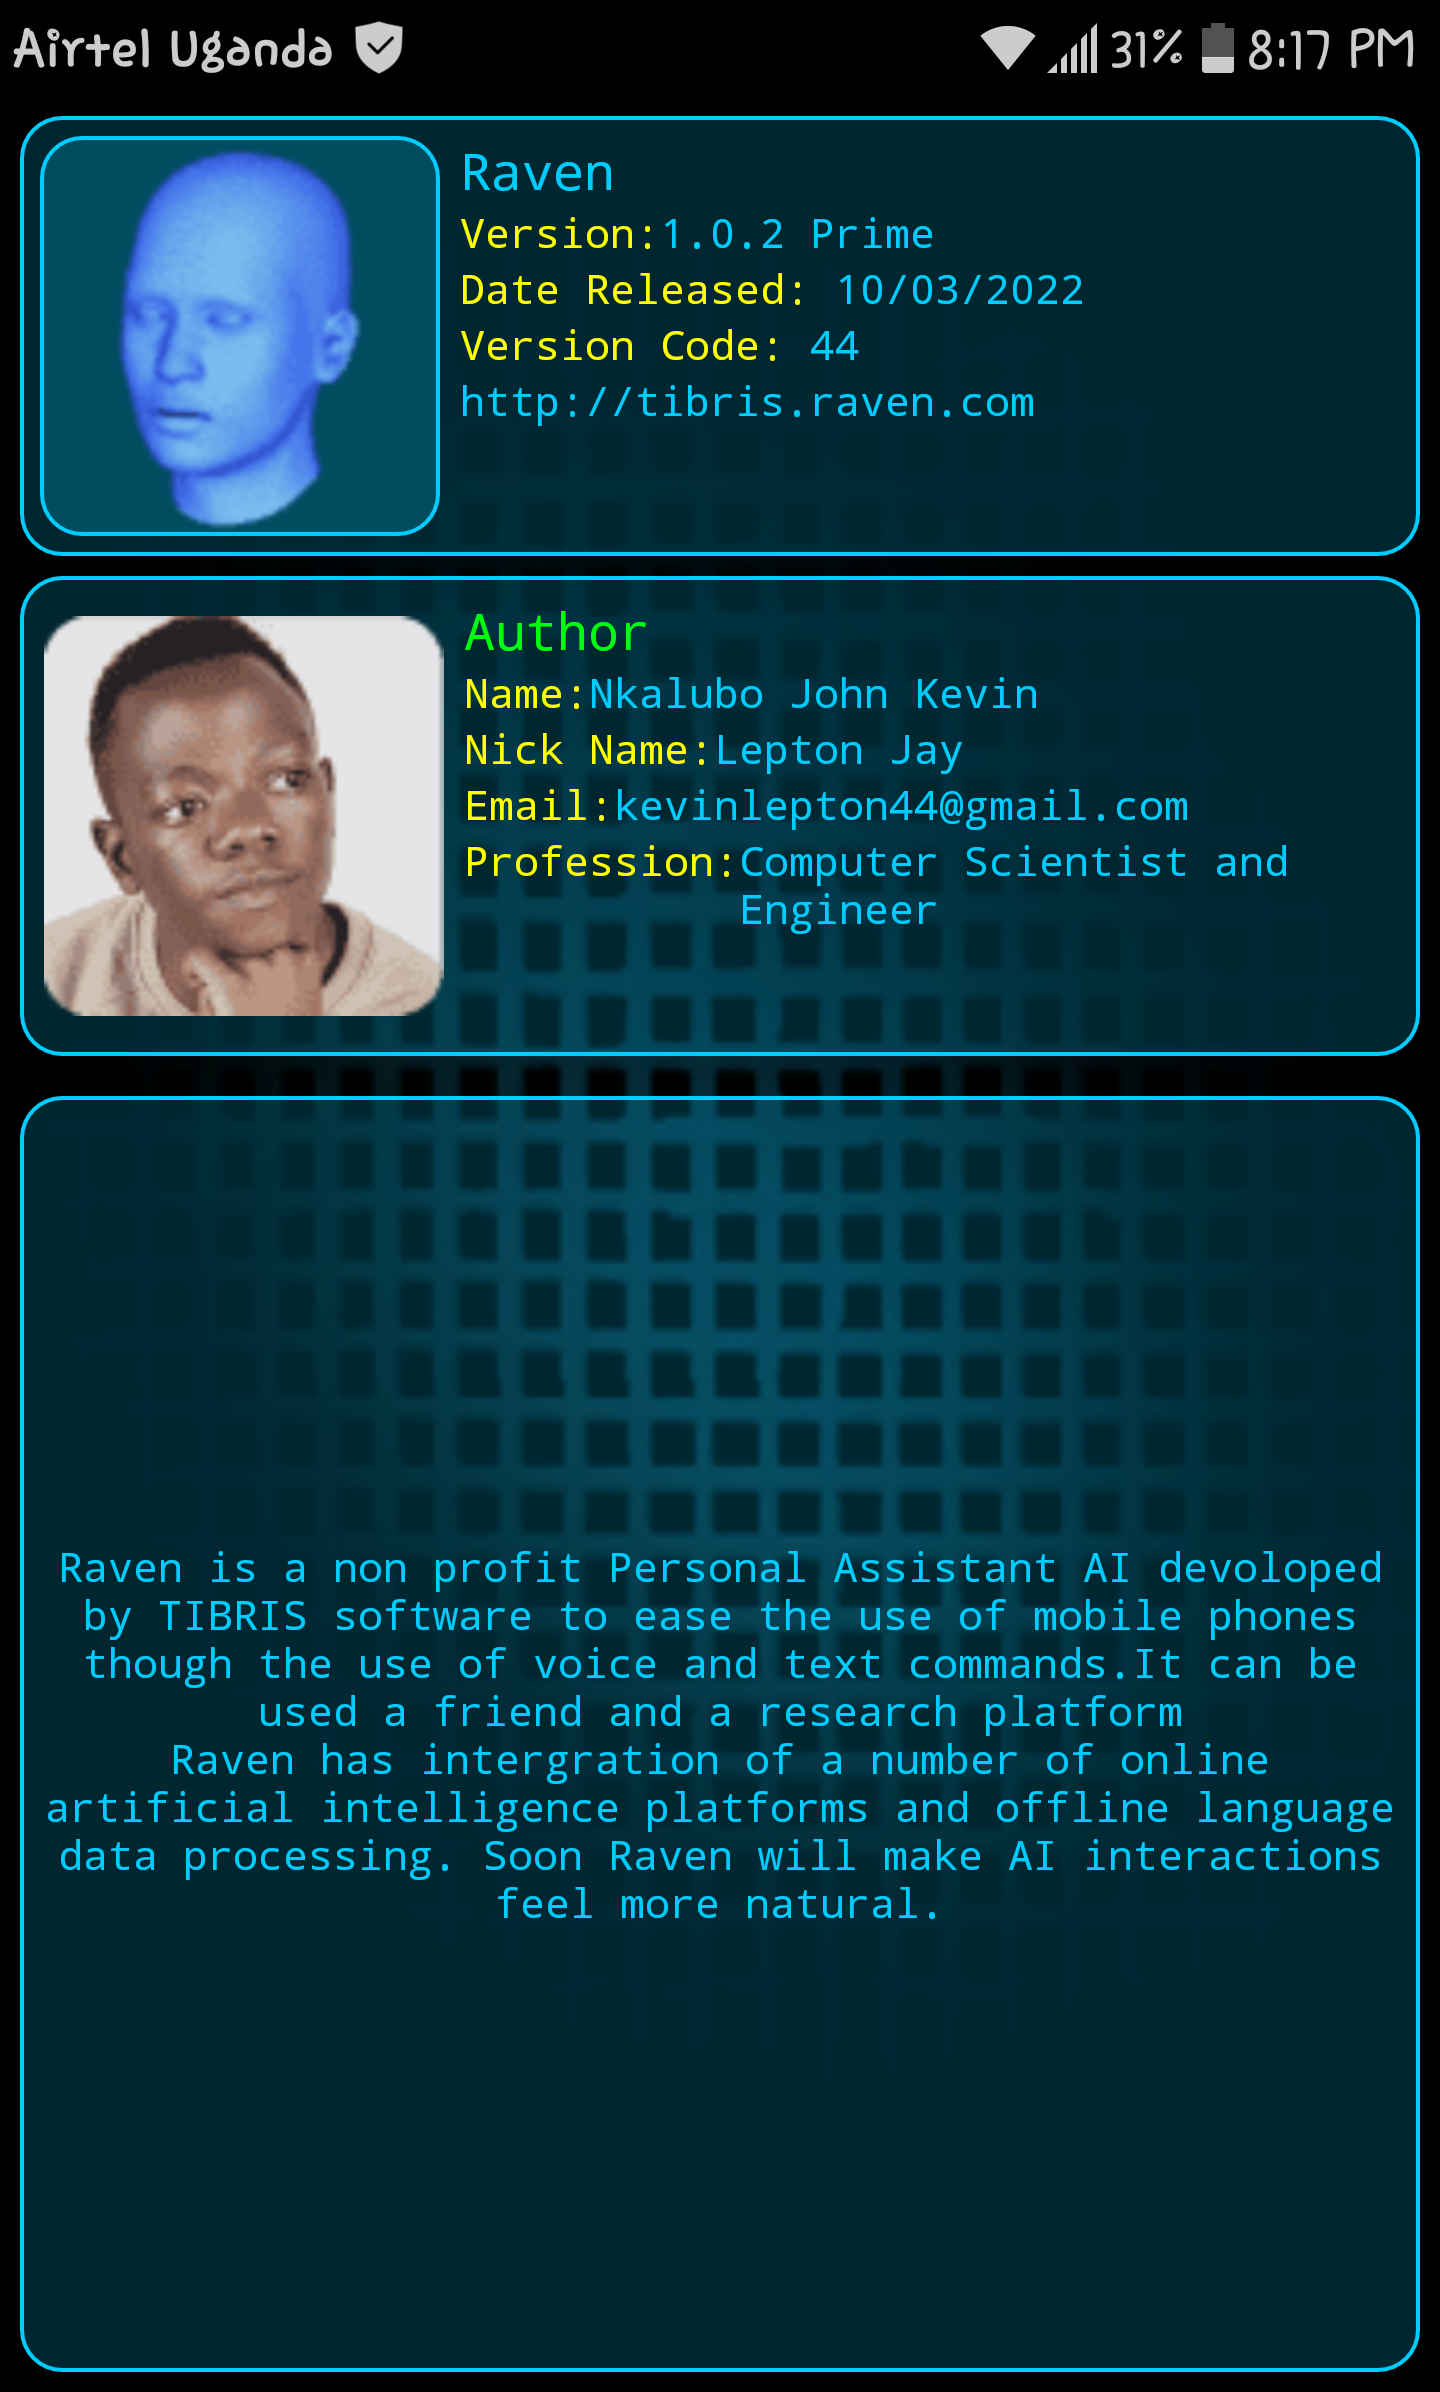 Airtel Uganda
31% 8:17 PM
Raven
Version:1.0.2 Prime
Date Released: 10/03/2022
Version Code: 44
http://tibris.raven.com
Author
Name:Nkalubo John Kevin
Nick Name:Lepton Jay
Email:kevinlepton44@gmail.com
Profession:Computer Scientist and
Engineer
Raven is a non profit Personal Assistant AI devoloped
by TIBRIS software to ease the use of mobile phones
though the use of voice and text commands.It can be
used a friend and a research platform
Raven has intergration of a number of online
artificial intelligence platforms and offline language
data processing. Soon Raven will make AI interactions
feel more natural.